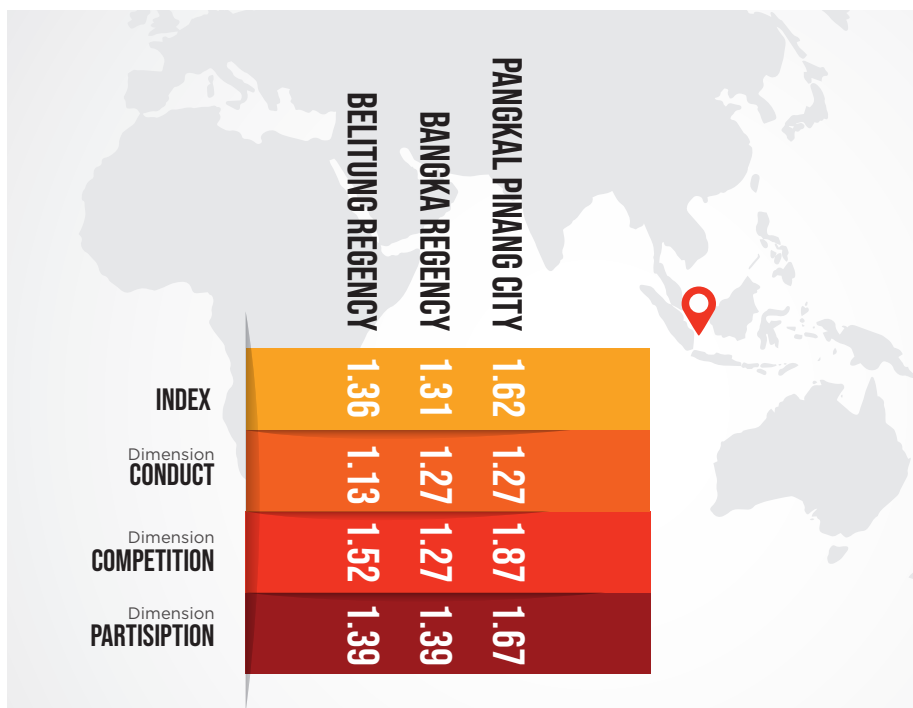 BELITUNG REGENCY
BANGKA REGENCY
PANGKAL PINANG CITY
INDEX
1.36
1.31
1.62
Dimension
CONDUCT
1.13
1.27
1.27
Dimension
COMPETITION
1.52
1.27
1.87
Dimension
PARTISIPTION
1.39
1.39
1.67